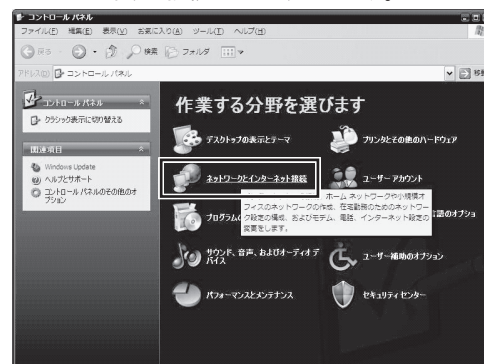 コントロール パネル
ファイル(F) 編集(E) 表示(V) お気に入り(A) ツール(T) ヘルプ(H)
戻る 検索 フォルダ
アドレス(D) コントロール パネル
コントロール パネル
クラシック表示に切り替える
関連項目
Windows Update
ヘルプとサポート
コントロール パネルのその他のオプション
作業する分野を選びます
デスクトップの表示とテーマ
プリンタとその他のハードウェア
ネットワークとインターネット接続
ユーザー アカウント
ホーム ネットワークや小規模オ
フィスのネットワークの作成、在宅勤務のためのネットワー
ク設定の構成、およびモデム、電話、インターネット設定の
変更をします。
プログラム
言語のオプショ
サウンド、音声、およびオーディオ デバイス
ユーザー補助のオプション
パフォーマンスとメンテナンス
セキュリティ センター